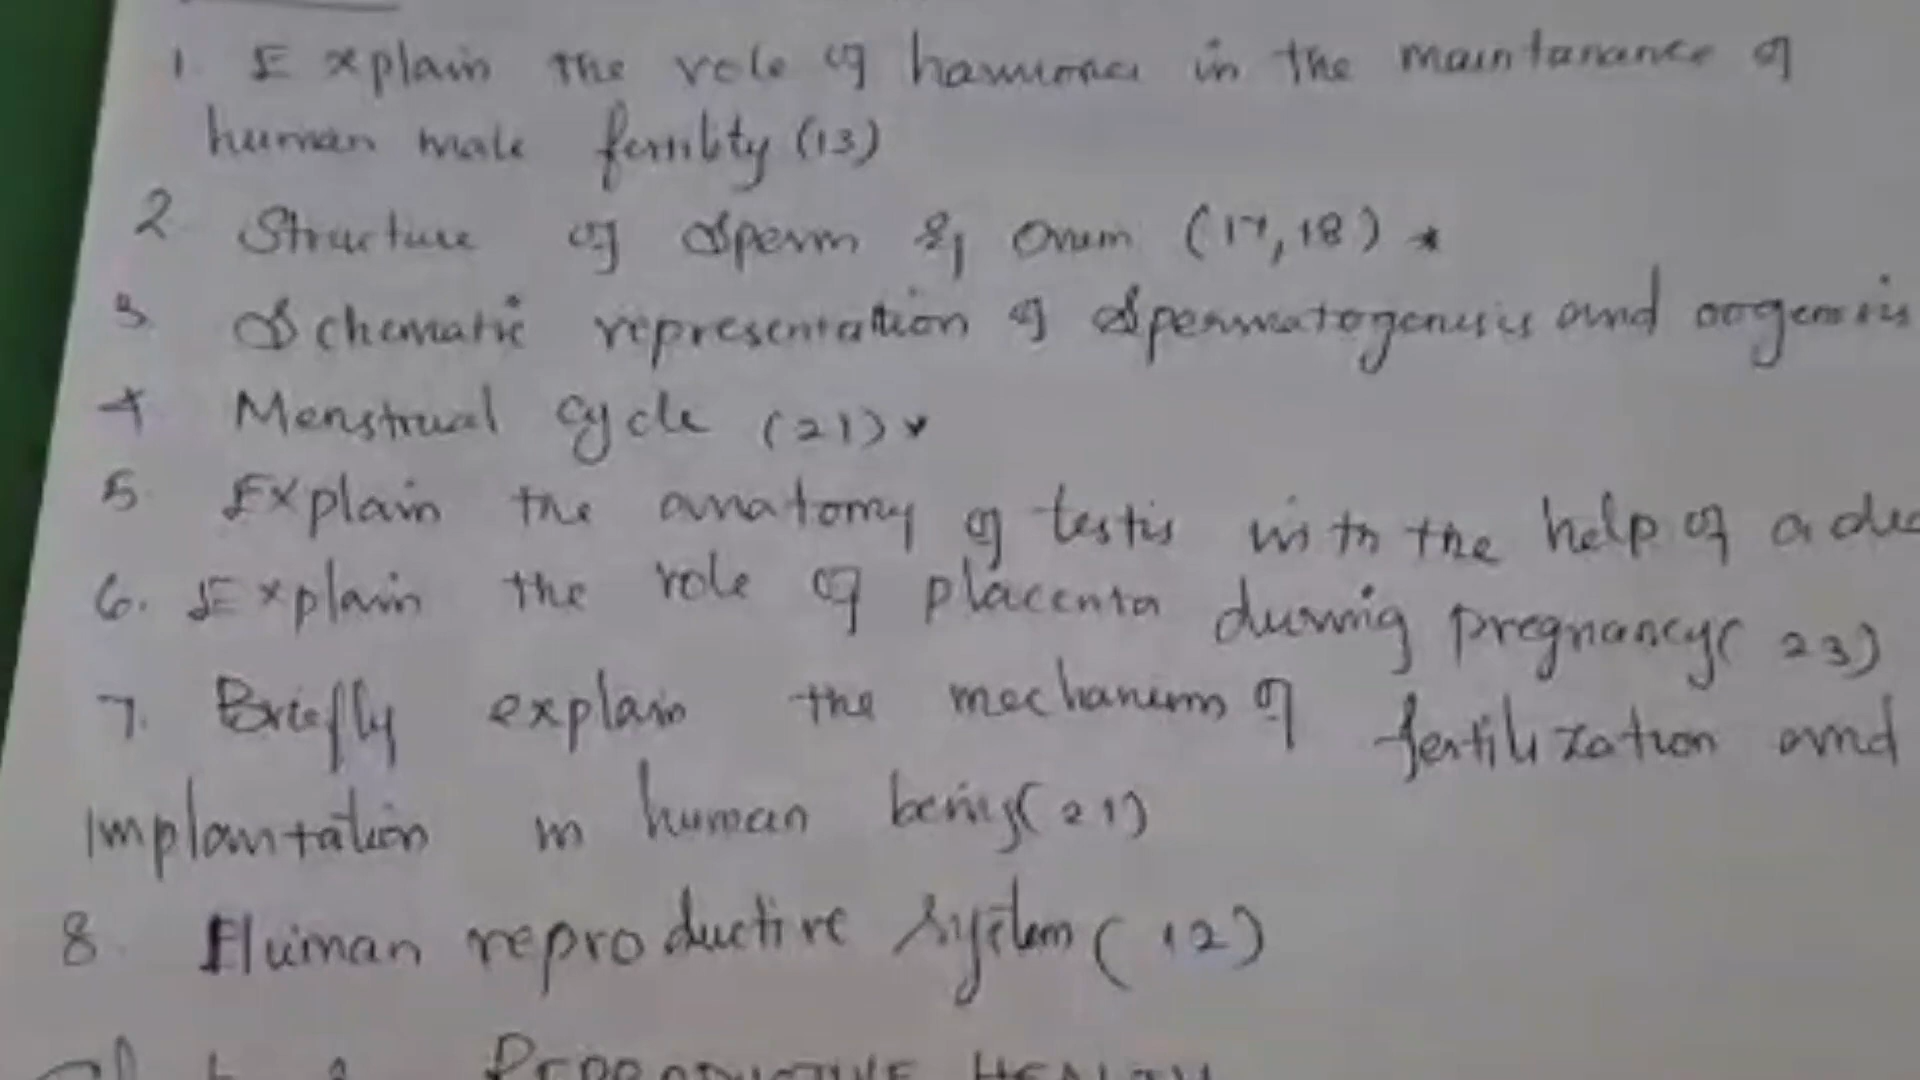 1. Explain the role of hamones in the maintanance of
human male fertility (13)
2 Structure of Sperm & Ovum (17,18) *
3 Schematic representation of Spermatogenesis and oogenesis
4 Menstrual cycle (21) *
5. Explain the anatomy of testis with the help of a
6. Explain the role of placenta during pregnancy( 23)
7. Briefly explain the mechanism of fertilization and
Implantation in human being( 21)
8. Human reproductive system ( 12)
REPRODUCTIVE HEALTH